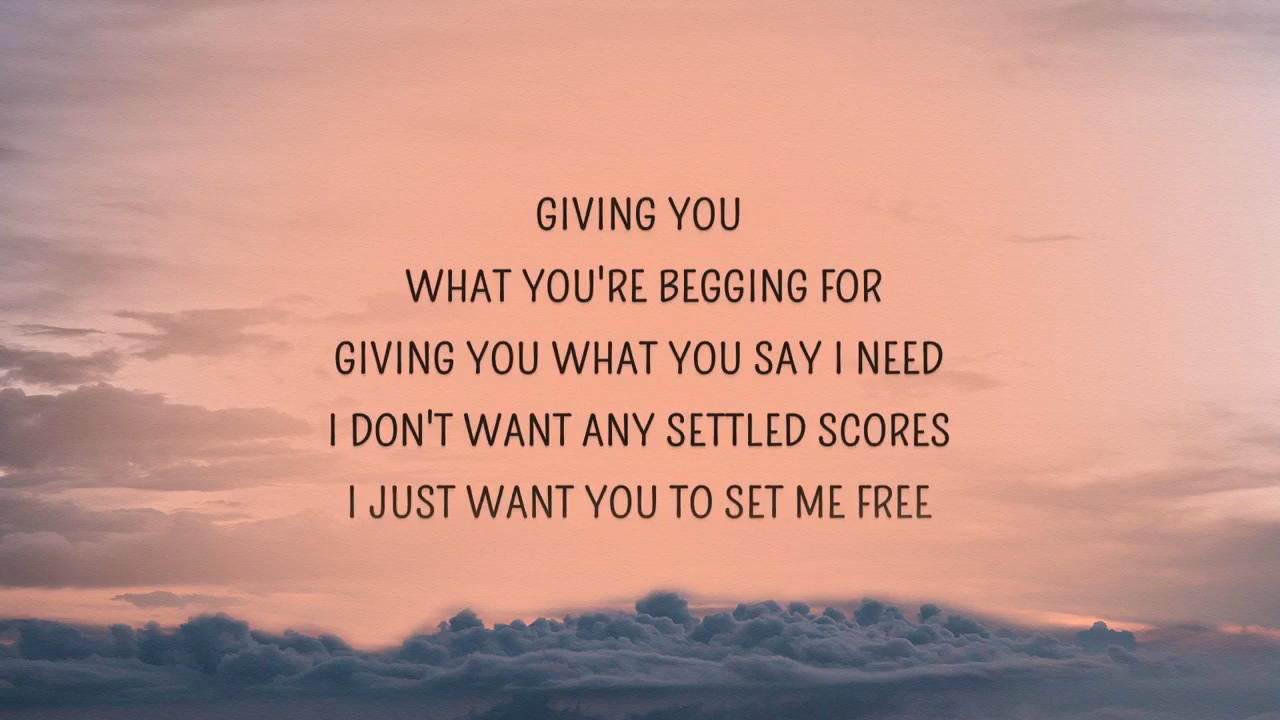 GIVING YOU
WHAT YOU'RE BEGGING FOR
GIVING YOU WHAT YOU SAY I NEED
I DON'T WANT ANY SETTLED SCORES
I JUST WANT YOU TO SET ME FREE